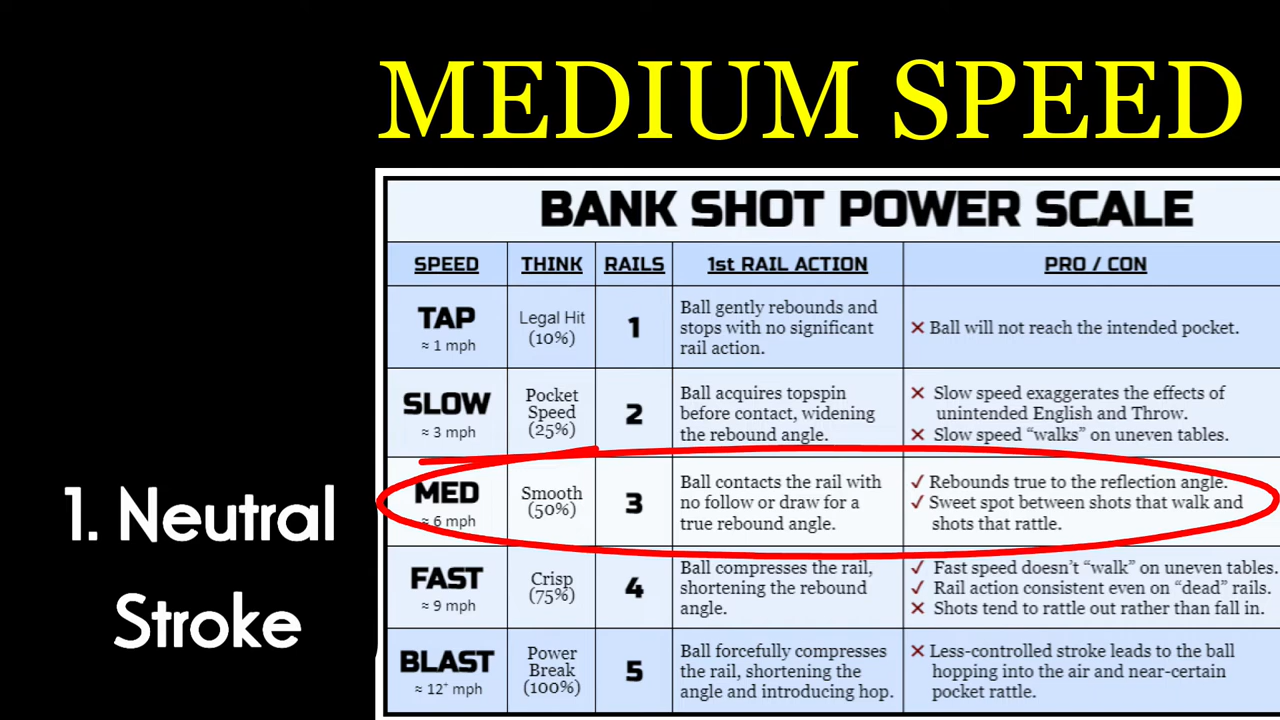 MEDIUM SPEED
1. Neutral
Stroke
BANK SHOT POWER SCALE
SPEED THINK RAILS 1st RAIL ACTION PRO / CON
TAP
≈ 1 mph
Legal Hit
(10%)
1
Ball gently rebounds and
stops with no significant
rail action.
✕ Ball will not reach the intended pocket.
SLOW
≈ 3 mph
Pocket
Speed
(25%)
2
Ball acquires topspin
before contact, widening
the rebound angle.
✕ Slow speed exaggerates the effects of
unintended English and Throw.
✕ Slow speed “walks” on uneven tables.
MED
≈ 6 mph
Smooth
(50%)
3
Ball contacts the rail with
no follow or draw for a
true rebound angle.
✓ Rebounds true to the reflection angle.
✓ Sweet spot between shots that walk and
shots that rattle.
FAST
≈ 9 mph
Crisp
(75%)
4
Ball compresses the rail,
shortening the rebound
angle.
✓ Fast speed doesn’t “walk” on uneven tables.
✓ Rail action consistent even on “dead” rails.
✕ Shots tend to rattle out rather than fall in.
BLAST
≈ 12⁺ mph
Power
Break
(100%)
5
Ball forcefully compresses
the rail, shortening the
angle and introducing hop.
✕ Less-controlled stroke leads to the ball
hopping into the air and near-certain
pocket rattle.